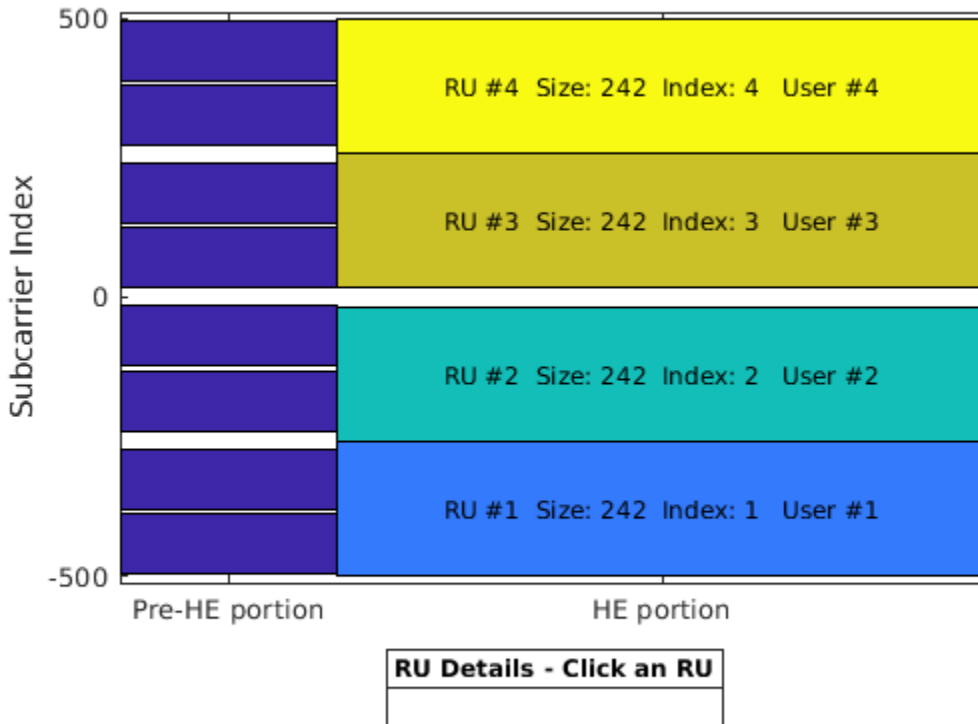 500
RU #4 Size: 242 Index: 4 User #4
RU #3 Size: 242 Index: 3 User #3
Subcarrier Index
0
RU #2 Size: 242 Index: 2 User #2
RU #1 Size: 242 Index: 1 User #1
-500
Pre-HE portion HE portion
RU Details - Click an RU